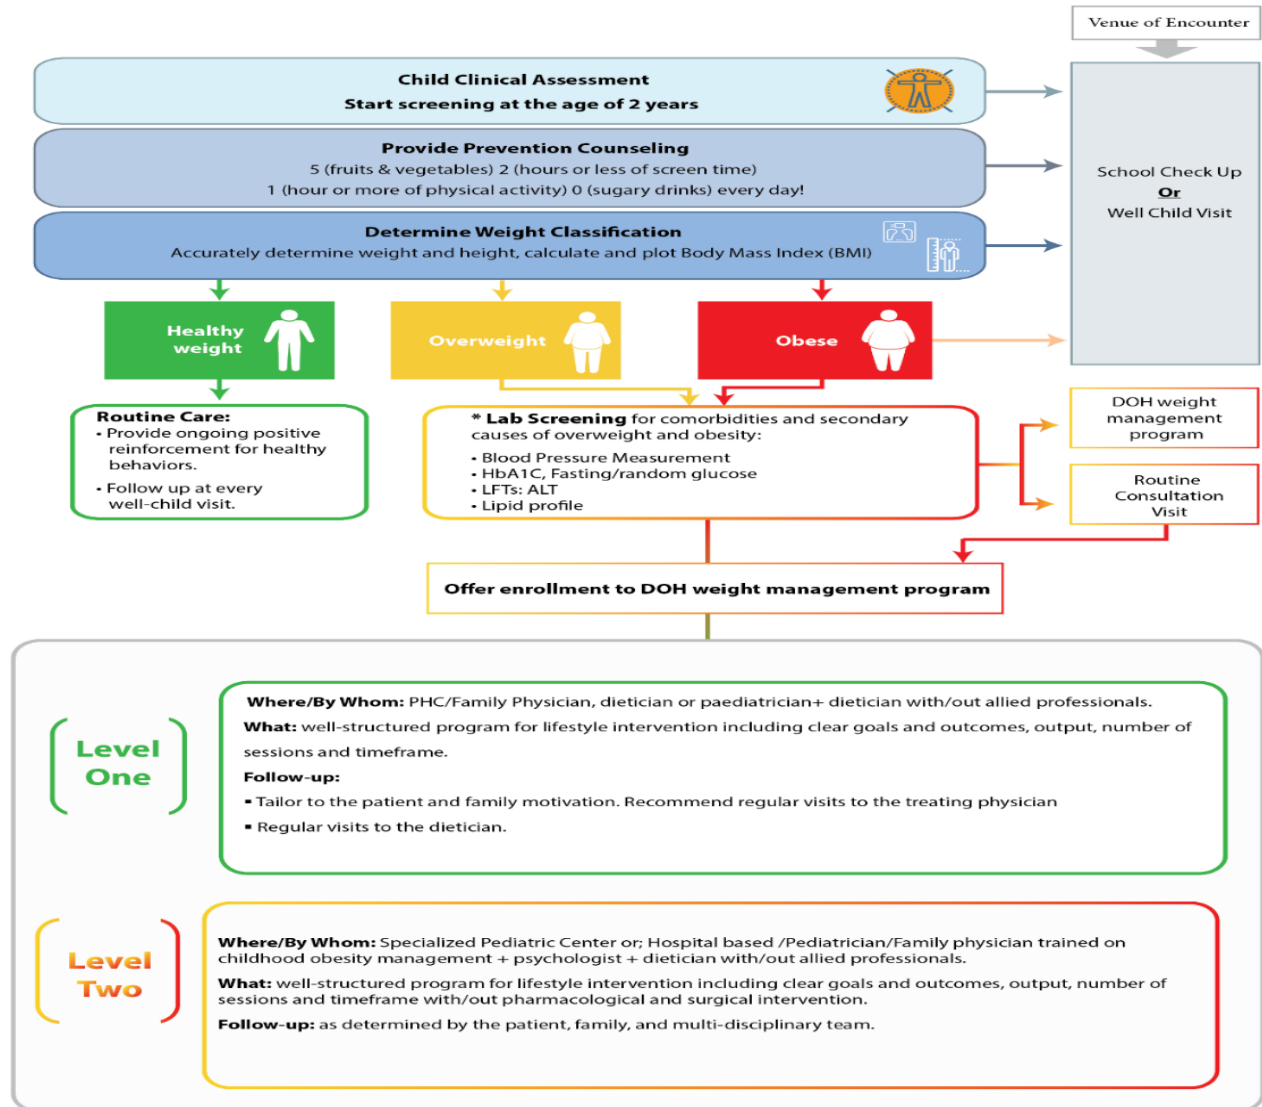 Venue of Encounter
Child Clinical Assessment
Start screening at the age of 2 years
Provide Prevention Counseling
5 (fruits & vegetables) 2 (hours or less of screen time)
1 (hour or more of physical activity) 0 (sugary drinks) every day!
Determine Weight Classification
Accurately determine weight and height, calculate and plot Body Mass Index (BMI)
School Check Up
Or
Well Child Visit
Healthy
weight
Overweight
Obese
Routine Care:
• Provide ongoing positive
reinforcement for healthy
behaviors.
• Follow up at every
well-child visit.
* Lab Screening for comorbidities and secondary
causes of overweight and obesity:
• Blood Pressure Measurement
• HbA1C, Fasting/random glucose
• LFTs: ALT
• Lipid profile
DOH weight
management
program
Routine
Consultation
Visit
Offer enrollment to DOH weight management program
Level
One
Where/By Whom: PHC/Family Physician, dietician or paediatrician+ dietician with/out allied professionals.
What: well-structured program for lifestyle intervention including clear goals and outcomes, output, number of
sessions and timeframe.
Follow-up:
▪ Tailor to the patient and family motivation. Recommend regular visits to the treating physician
▪ Regular visits to the dietician.
Level
Two
Where/By Whom: Specialized Pediatric Center or; Hospital based /Pediatrician/Family physician trained on
childhood obesity management + psychologist + dietician with/out allied professionals.
What: well-structured program for lifestyle intervention including clear goals and outcomes, output, number of
sessions and timeframe with/out pharmacological and surgical intervention.
Follow-up: as determined by the patient, family, and multi-disciplinary team.